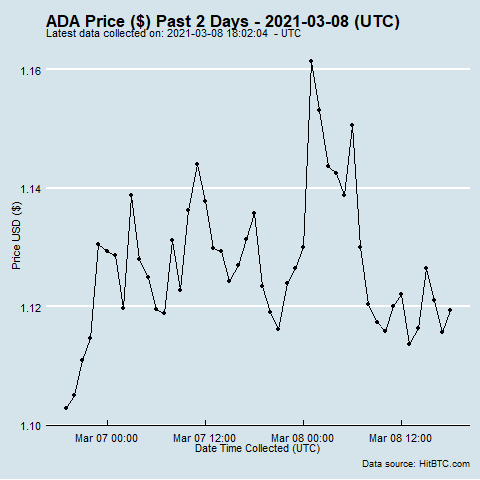 ADA Price ($) Past 2 Days - 2021-03-08 (UTC)
Latest data collected on: 2021-03-08 18:02:04  - UTC
1.16
1.14
1.12
1.10
Price USD ($)
Mar 07 00:00 Mar 07 12:00 Mar 08 00:00 Mar 08 12:00
Date Time Collected (UTC)
Data source: HitBTC.com